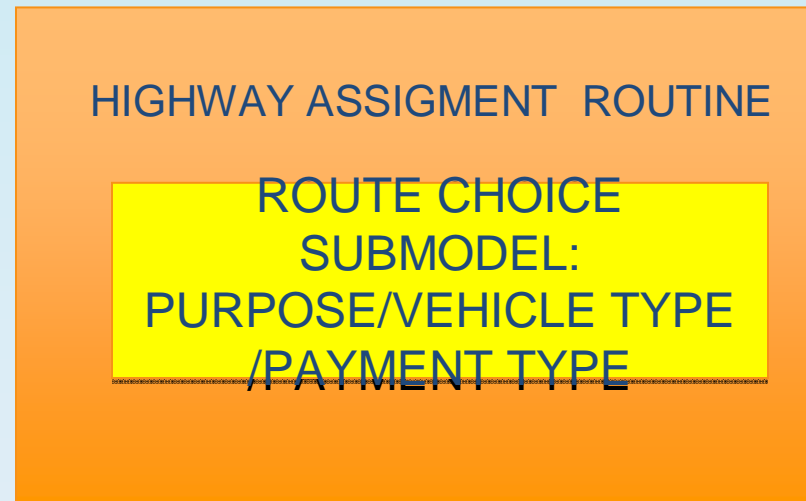 HIGHWAY ASSIGMENT ROUTINE
ROUTE CHOICE
SUBMODEL:
PURPOSE/VEHICLE TYPE
/PAYMENT TYPE